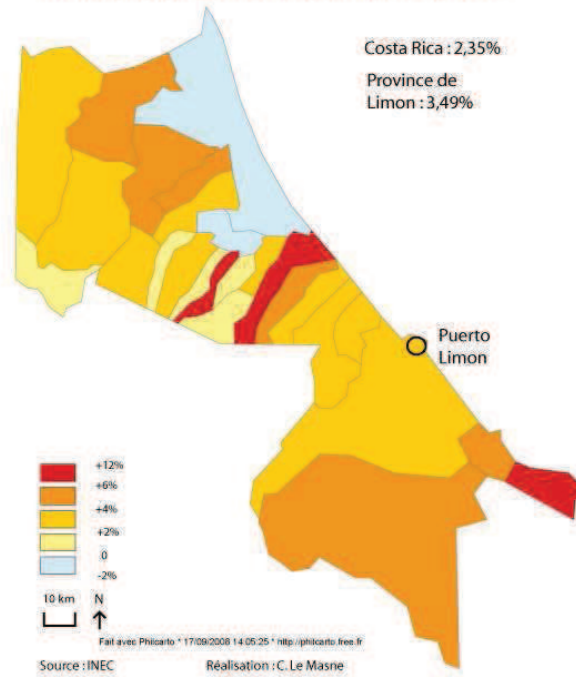 Costa Rica : 2,35%
Province de
Limon : 3,49%
Puerto
Limon
+12%
+6%
+4%
+2%
0
-2%
10 km
N
Fait avec Philcarto * 17/09/2008 14:05:25 * http://philcarto.free.fr
Source : INEC
Réalisation : C. Le Masne